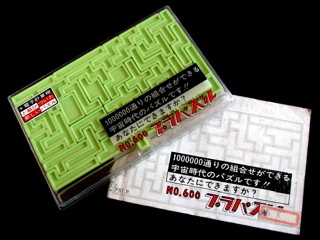 1000000通りの組合せができる
宇宙時代のパズルです!!
あなたにできますか?
NO.600 プラパズル
1000000通りの組合せができる
宇宙時代のパズルです!!
あなたにできますか?
NO.600 プラパズ